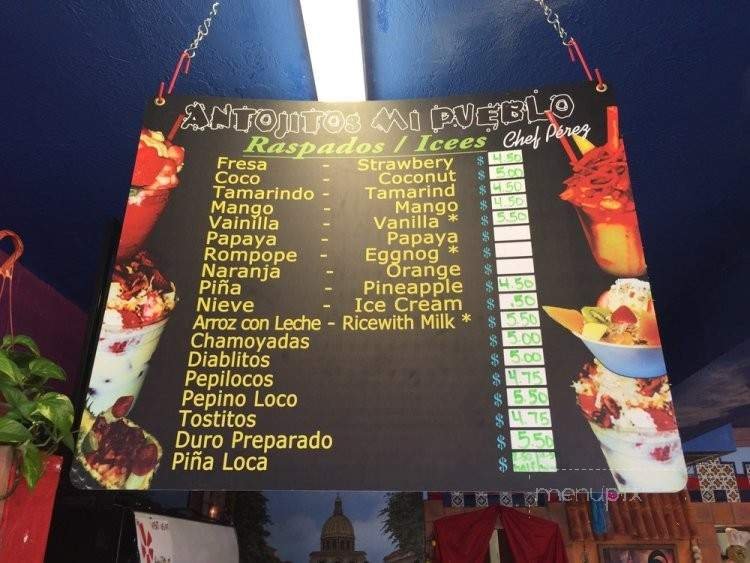 ANTOJITOS MI PUEBLO
Raspados / Icees Chef Pérez
Fresa - Strawbery $ 4.50
Coco - Coconut $ 5.00
Tamarindo - Tamarind $ 4.50
Mango - Mango $ 4.50
Vainilla - Vanilla * $ 5.50
Papaya - Papaya $
Rompope - Eggnog * $
Naranja - Orange $
Piña - Pineapple $ 4.50
Nieve - Ice Cream $ .50
Arroz con Leche - Ricewith Milk * $ 5.50
Chamoyadas $ 5.00
Diablitos $ 5.00
Pepilocos $ 4.75
Pepino Loco $ 5.50
Tostitos $ 4.75
Duro Preparado $ 5.50
Piña Loca $
menupix